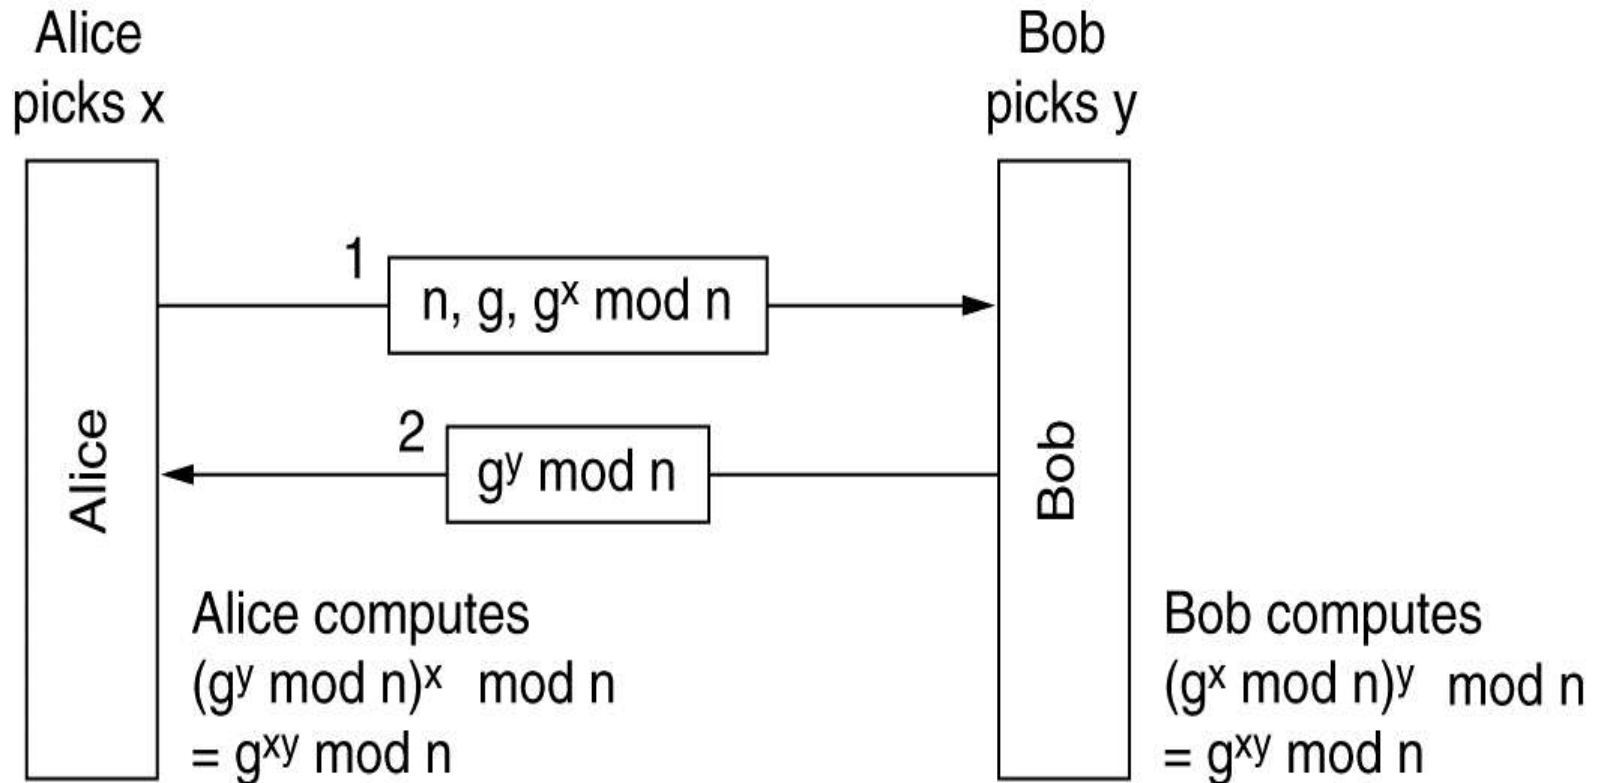 Alice
picks x
Bob
picks y
1
n, g, gˣ mod n
2
gʸ mod n
Alice
Bob
Alice computes
(gʸ mod n)ˣ mod n
= gˣʸ mod n
Bob computes
(gˣ mod n)ʸ mod n
= gˣʸ mod n